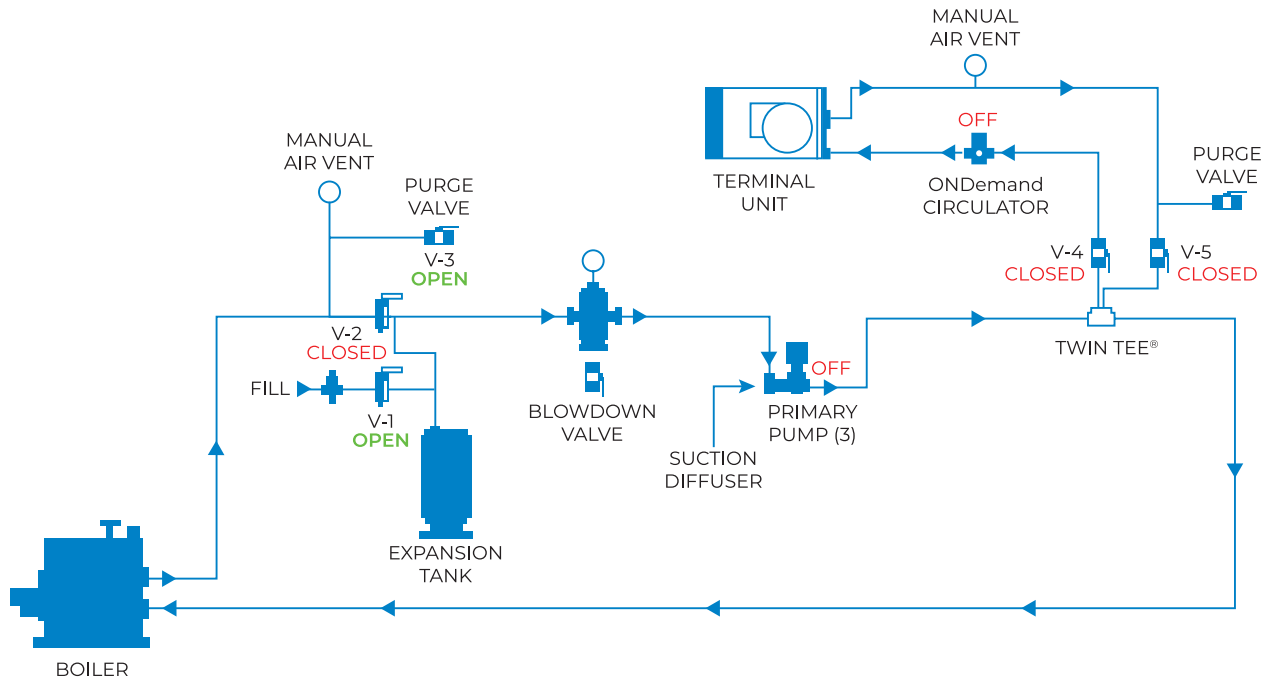 MANUAL
AIR VENT
OFF
TERMINAL
UNIT
ONDemand
CIRCULATOR
PURGE
VALVE
V-4
CLOSED
V-5
CLOSED
TWIN TEE®
MANUAL
AIR VENT
PURGE
VALVE
V-3
OPEN
V-2
CLOSED
FILL
V-1
OPEN
BLOWDOWN
VALVE
OFF
PRIMARY
PUMP (3)
SUCTION
DIFFUSER
EXPANSION
TANK
BOILER